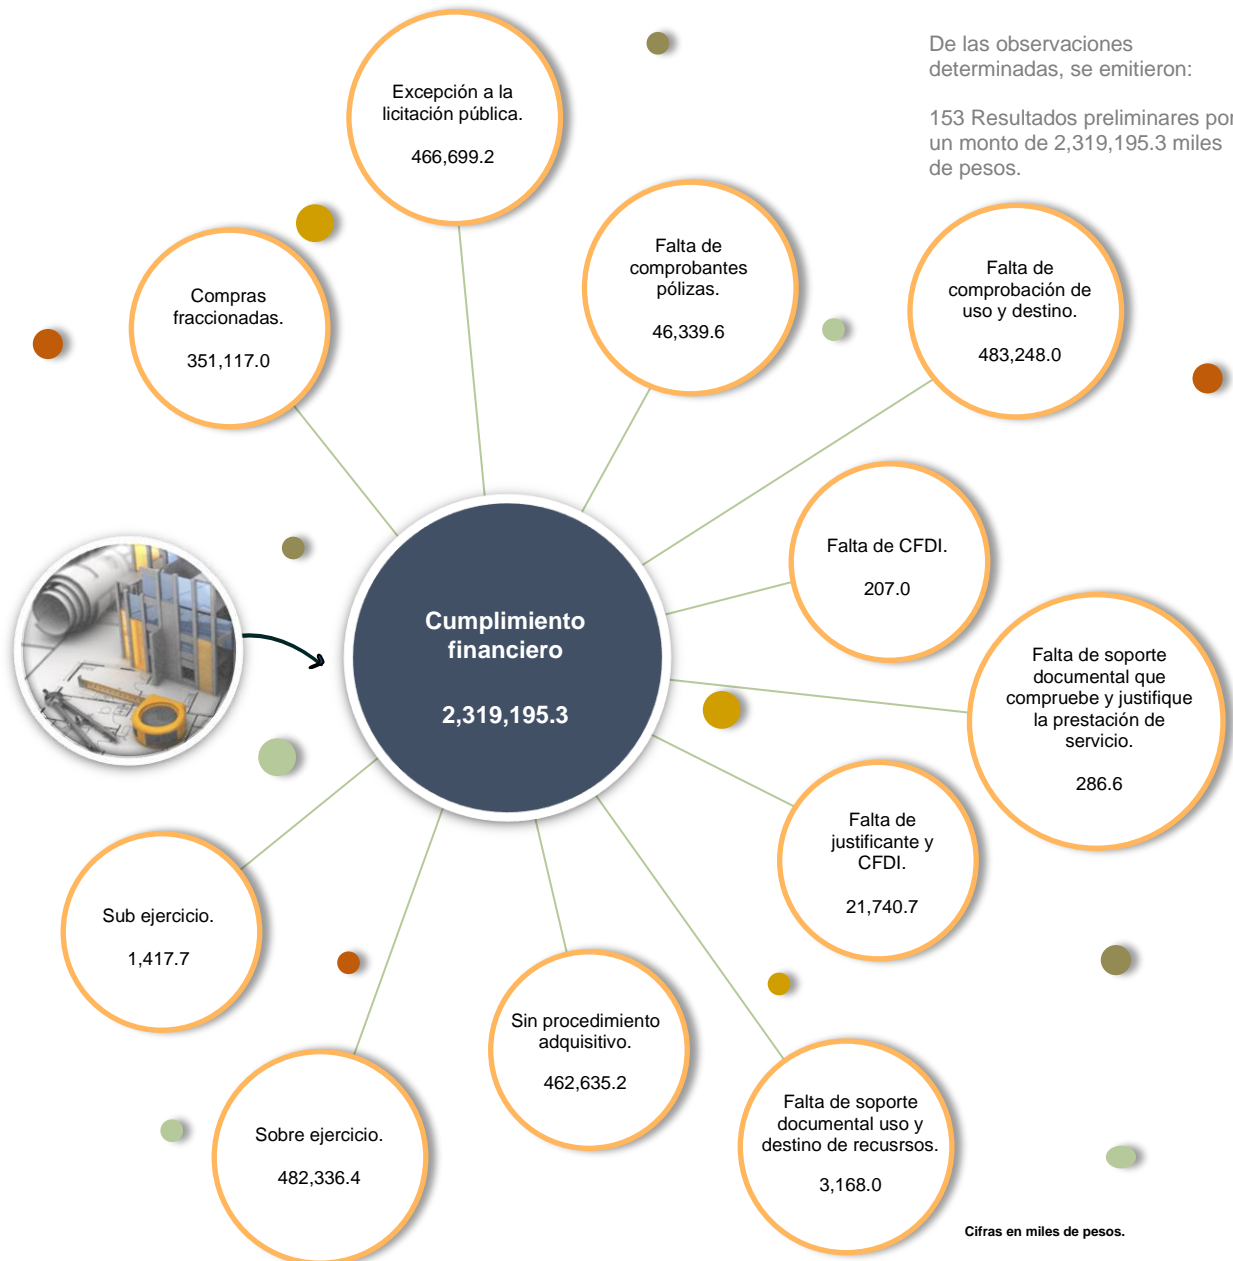 De las observaciones
determinadas, se emitieron:
153 Resultados preliminares por
un monto de 2,319,195.3 miles
de pesos.
Excepción a la
licitación pública.
466,699.2
Falta de
comprobantes
pólizas.
46,339.6
Falta de
comprobación de
uso y destino.
483,248.0
Compras
fraccionadas.
351,117.0
Falta de CFDI.
207.0
Cumplimiento
financiero
2,319,195.3
Falta de soporte
documental que
compruebe y justifique
la prestación de
servicio.
286.6
Falta de
justificante y
CFDI.
21,740.7
Sub ejercicio.
1,417.7
Sin procedimiento
adquisitivo.
462,635.2
Falta de soporte
documental uso y
destino de recusrsos.
3,168.0
Sobre ejercicio.
482,336.4
Cifras en miles de pesos.